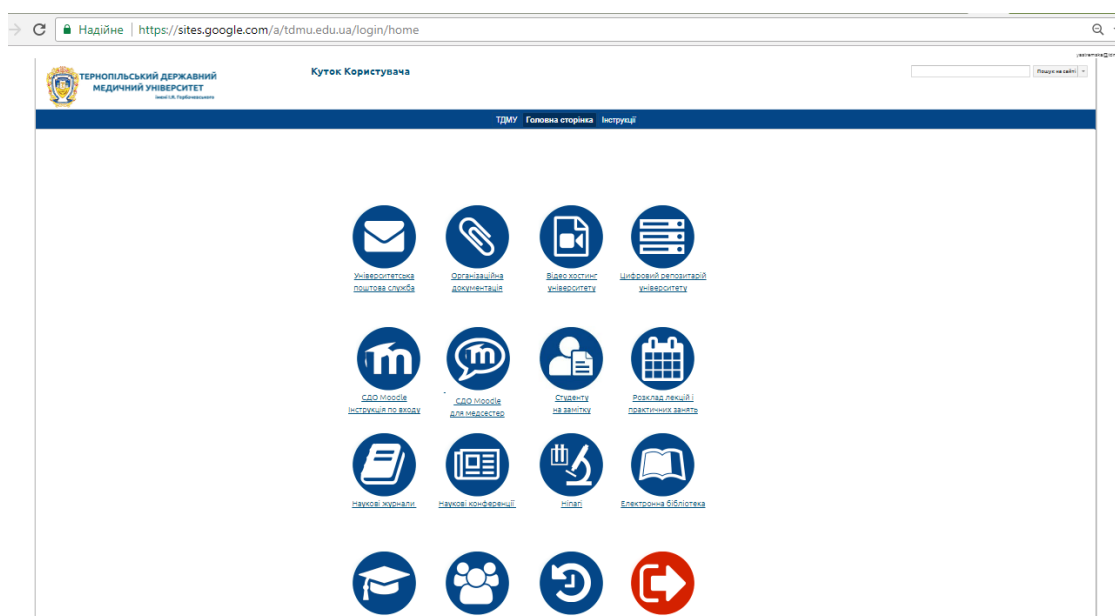 Надійне | https://sites.google.com/a/tdmu.edu.ua/login/home
ТЕРНОПІЛЬСЬКИЙ ДЕРЖАВНИЙ
МЕДИЧНИЙ УНІВЕРСИТЕТ
імені І.Я. Горбачевського
Куток Користувача
Пошук на сайті
ТДМУ Головна сторінка Інструкції
Університетська
поштова служба
Організаційна
документація
Відео хостинг
університету
Цифровий репозитарій
університету
СДО Moodle
Інструкція по входу
СДО Moodle
для медсестер
Студенту
на замітку
Розклад лекцій і
практичних занять
Наукові журнали
Наукові конференції
Hinari
Електронна бібліотека